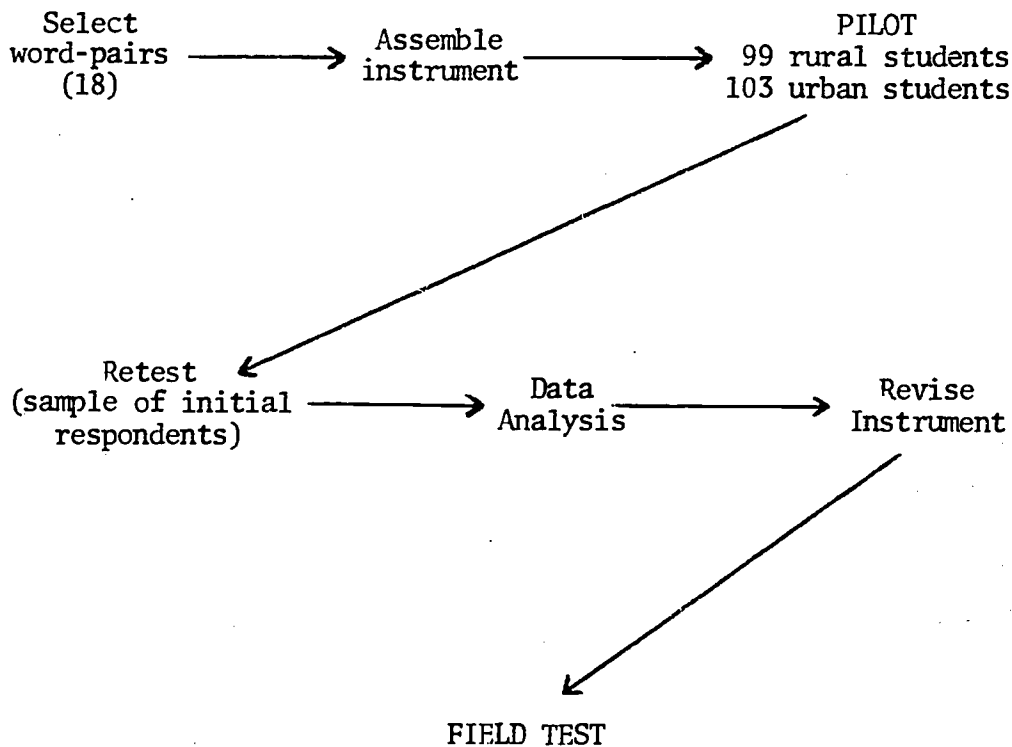 Select
word-pairs
(18)
Assemble
instrument
PILOT
99 rural students
103 urban students
Retest
(sample of initial
respondents)
Data
Analysis
Revise
Instrument
FIELD TEST